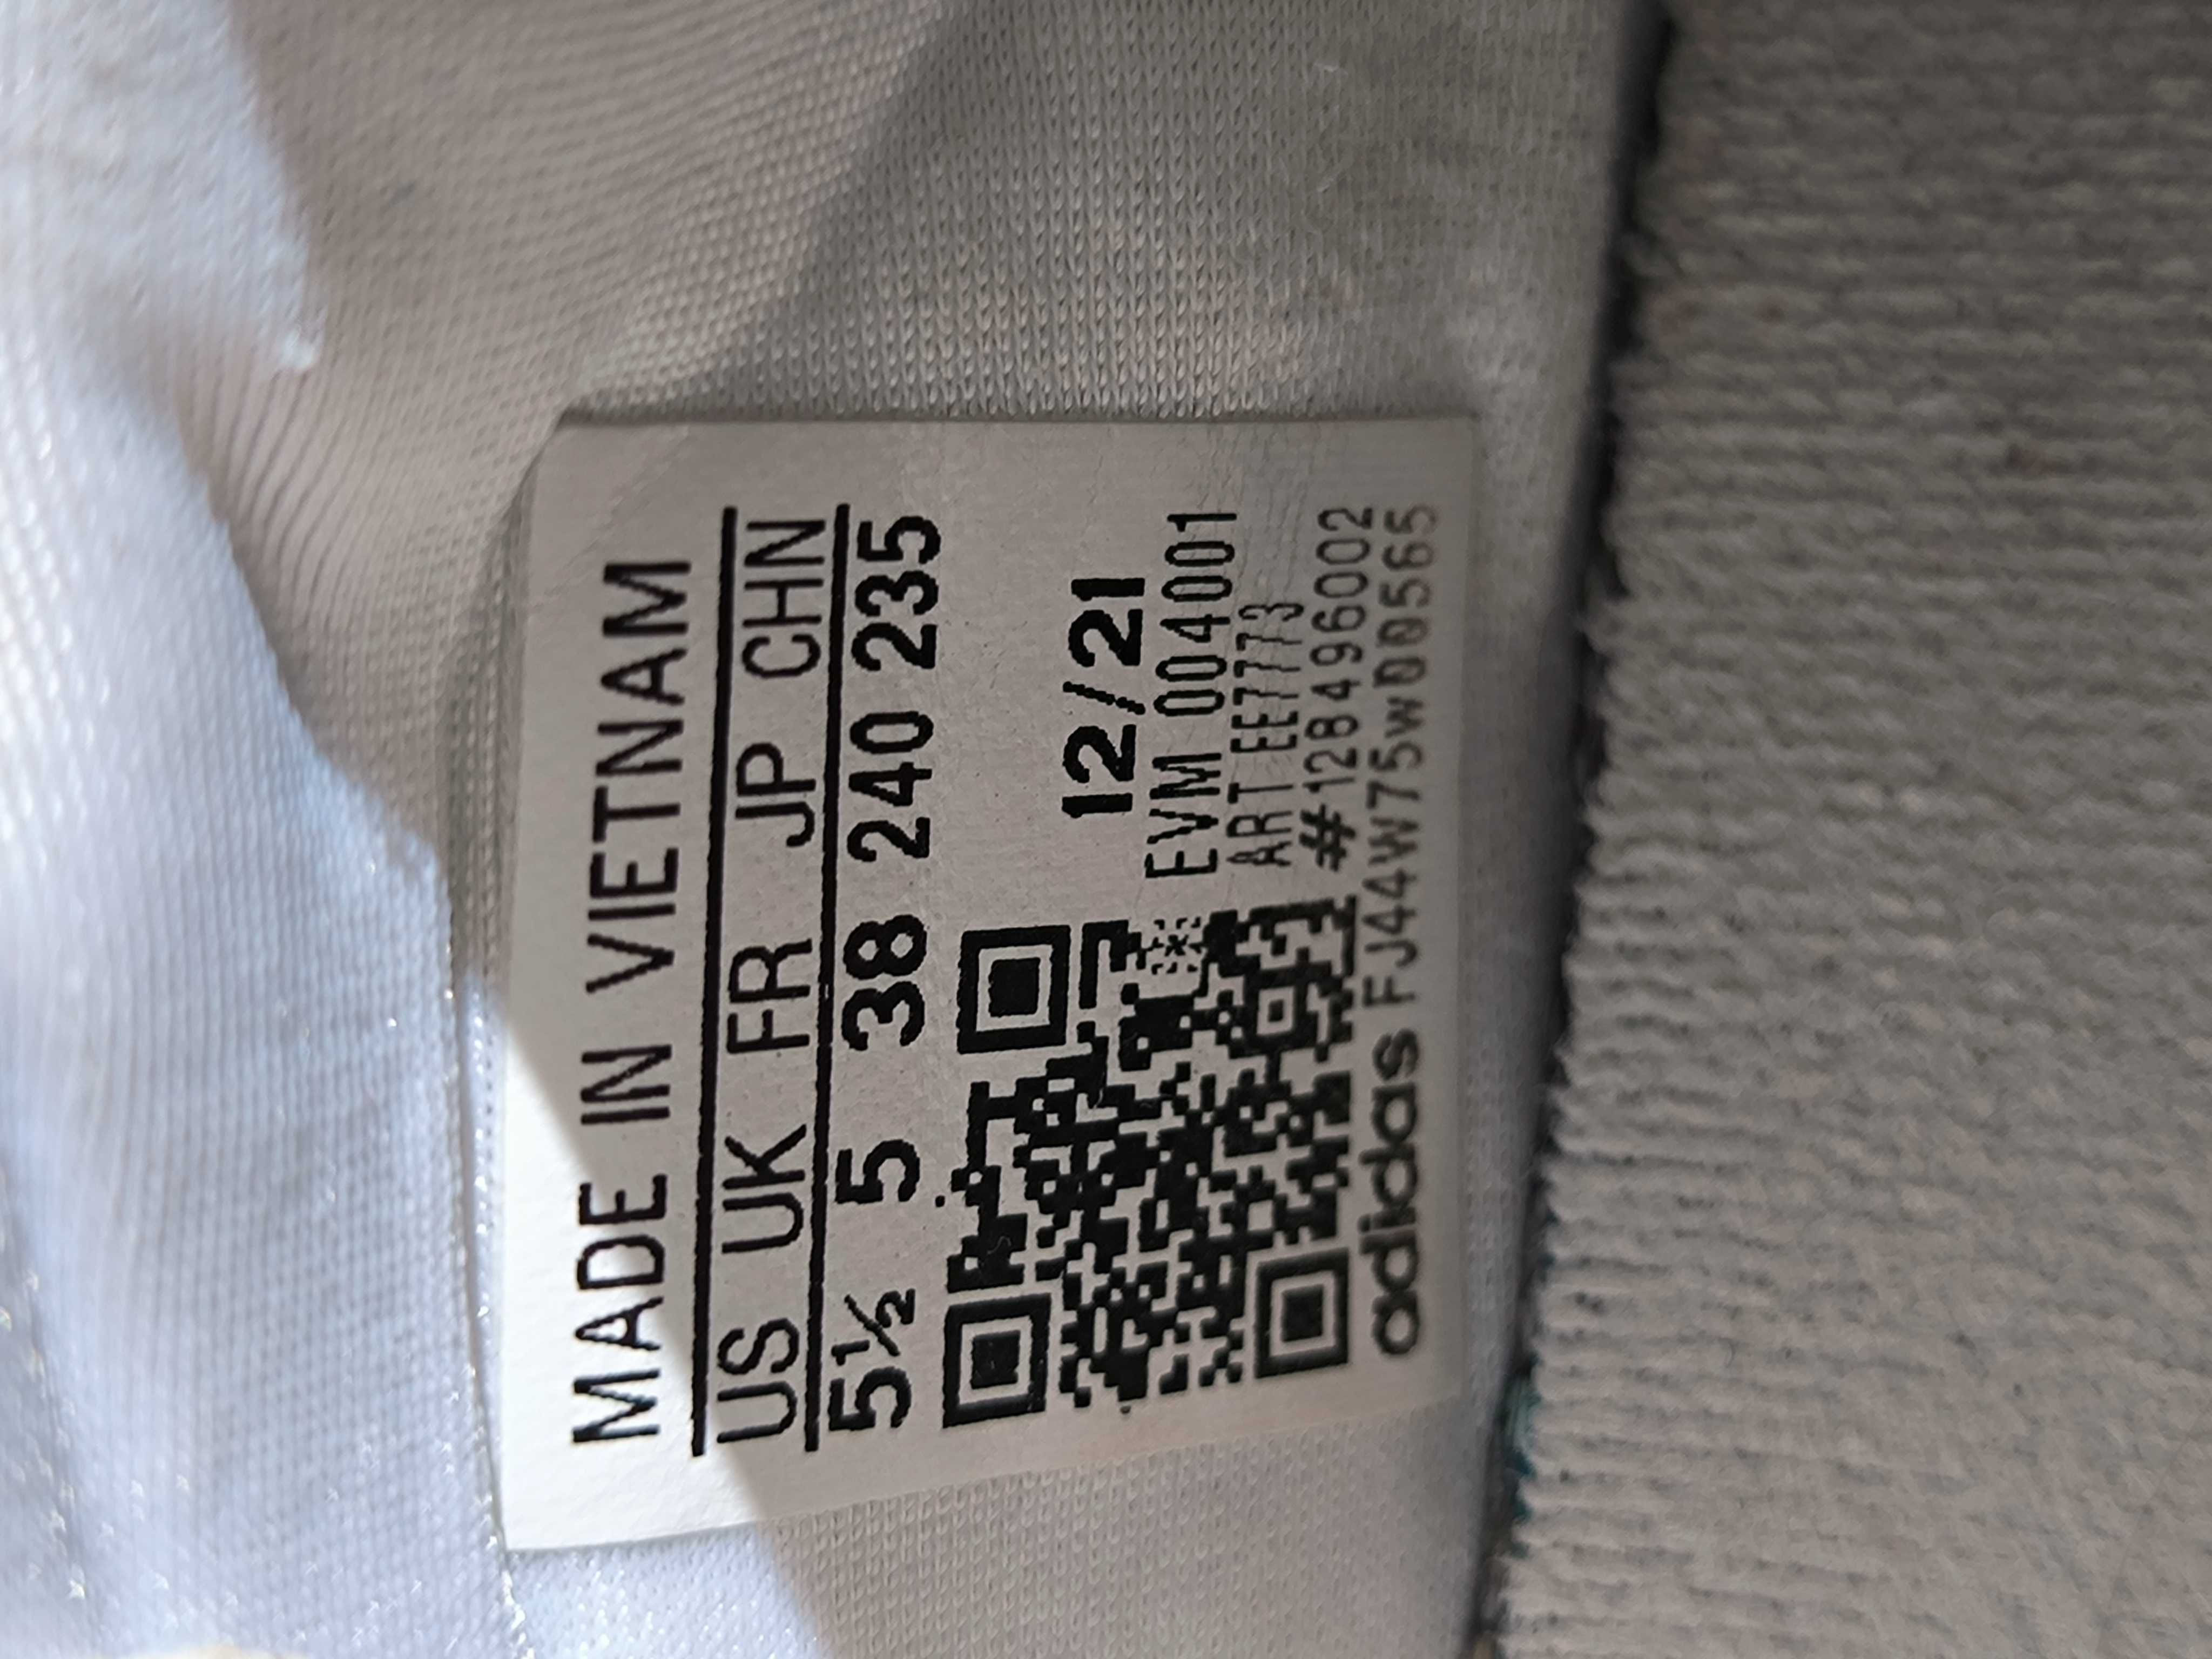 MADE IN VIETNAM
US UK FR JP CHN
5½ 5 38 240 235
12/21
EVM 004001
ART EE7773
#128496002
adidas FJ44W75W00565